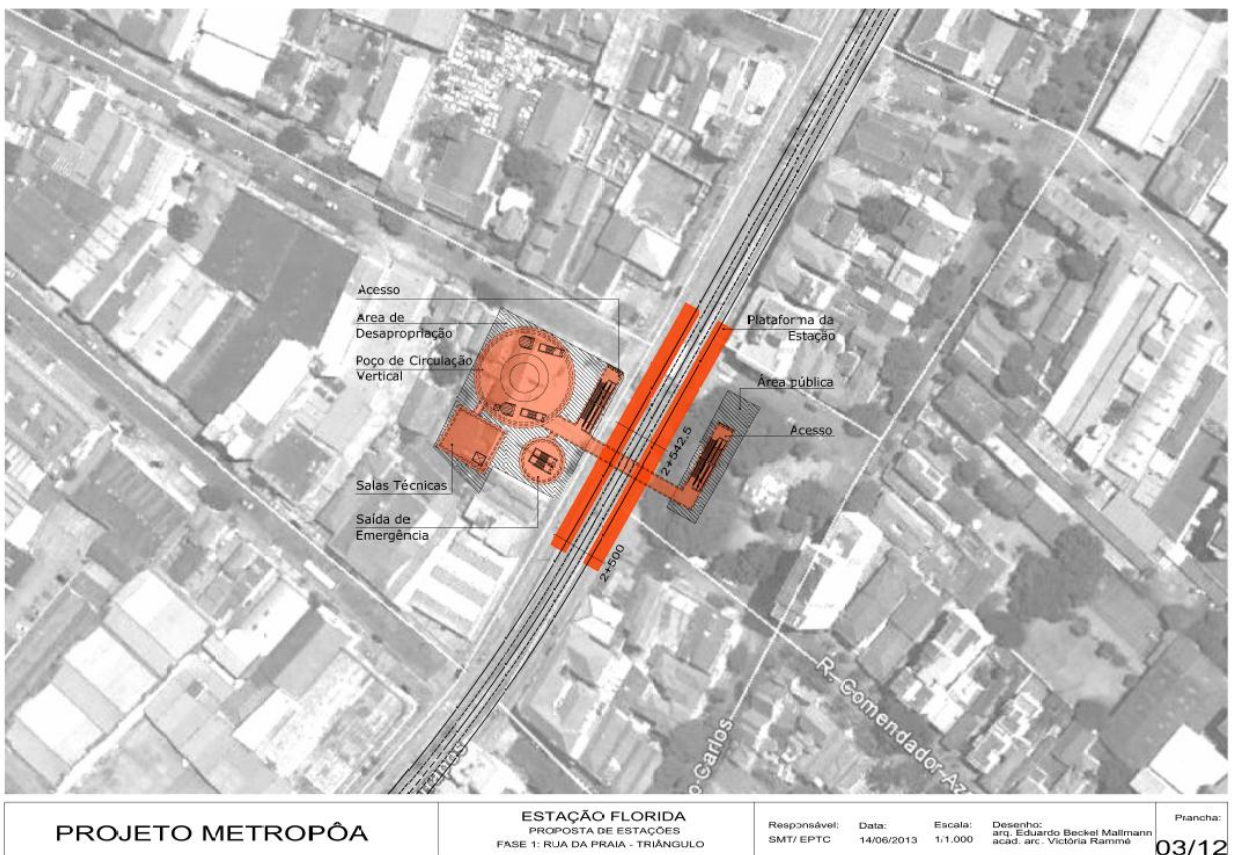 Acesso
Area de
Desapropriação
Poço de Circulação
Vertical
Salas Técnicas
Saída de
Emergência
Plataforma da
Estação
Área pública
Acesso
2+542.5
2+500
R. Comendador
PROJETO METROPÔA
ESTAÇÃO FLORIDA
PROPOSTA DE ESTAÇÕES
FASE 1: RUA DA PRAIA - TRIÂNGULO
Responsável:
SMT/ EPTC
Data:
14/06/2013
Escala:
1/1.000
Desenho:
arq. Eduardo Beckel Mallmann
acad. arc. Victória Rammé
Prancha:
03/12